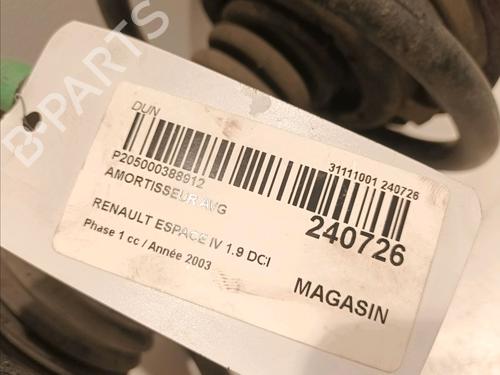 B-PARTS
DUN
P205000388912
31111001 240726
AMORTISSEUR AVG
240726
RENAULT ESPACE IV 1.9 DCI
Phase 1 cc / Année 2003
MAGASIN